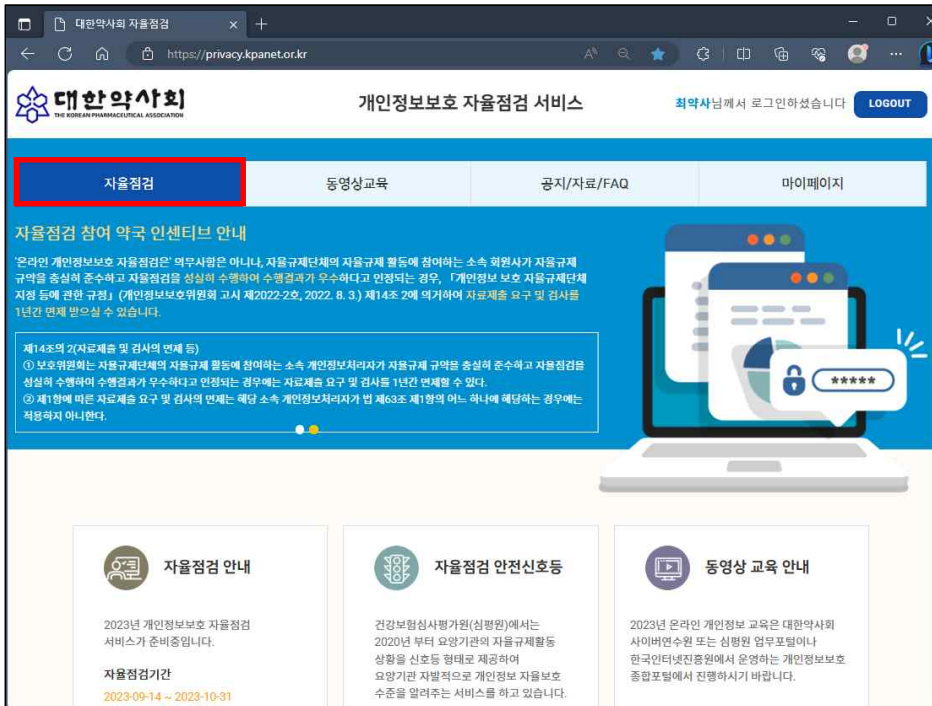 대한약사회 자율점검
https://privacy.kpanet.or.kr
대한약사회
THE KOREAN PHARMACEUTICAL ASSOCIATION
개인정보보호 자율점검 서비스
최약사님께서 로그인하셨습니다
LOGOUT
자율점검
동영상교육
공지/자료/FAQ
마이페이지
자율점검 참여 약국 인센티브 안내
'온라인 개인정보보호 자율점검은' 의무사항은 아니나, 자율규제단체의 자율규제 활동에 참여하는 소속 회원사가 자율규제
규약을 충실히 준수하고 자율점검을 성실히 수행하여 수행결과가 우수하다고 인정되는 경우, 「개인정보 보호 자율규제단체
지정 등에 관한 규정」(개인정보보호위원회 고시 제2022-2호, 2022. 8. 3.) 제14조 2에 의거하여 자료제출 요구 및 검사를
1년간 면제 받으실 수 있습니다.
제14조의 2(자료제출 및 검사의 면제 등)
① 보호위원회는 자율규제단체의 자율규제 활동에 참여하는 소속 개인정보처리자가 자율규제 규약을 충실히 준수하고 자율점검을
성실히 수행하여 수행결과가 우수하다고 인정되는 경우에는 자료제출 요구 및 검사를 1년간 면제할 수 있다.
② 제1항에 따른 자료제출 요구 및 검사의 면제는 해당 소속 개인정보처리자가 법 제63조 제1항의 어느 하나에 해당하는 경우에는
적용하지 아니한다.
*****
자율점검 안내
2023년 개인정보보호 자율점검
서비스가 준비중입니다.
자율점검기간
2023-09-14 ~ 2023-10-31
자율점검 안전신호등
건강보험심사평가원(심평원)에서는
2020년 부터 요양기관의 자율규제활동
상황을 신호등 형태로 제공하여
요양기관 자발적으로 개인정보 자율보호
수준을 알려주는 서비스를 하고 있습니다.
동영상 교육 안내
2023년 온라인 개인정보 교육은 대한약사회
사이버연수원 또는 심평원 업무포털이나
한국인터넷진흥원에서 운영하는 개인정보보호
종합포털에서 진행하시기 바랍니다.